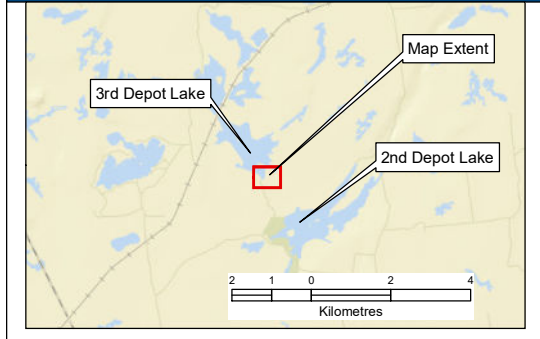 Map Extent
3rd Depot Lake
2nd Depot Lake
2 1 0 2 4
Kilometres